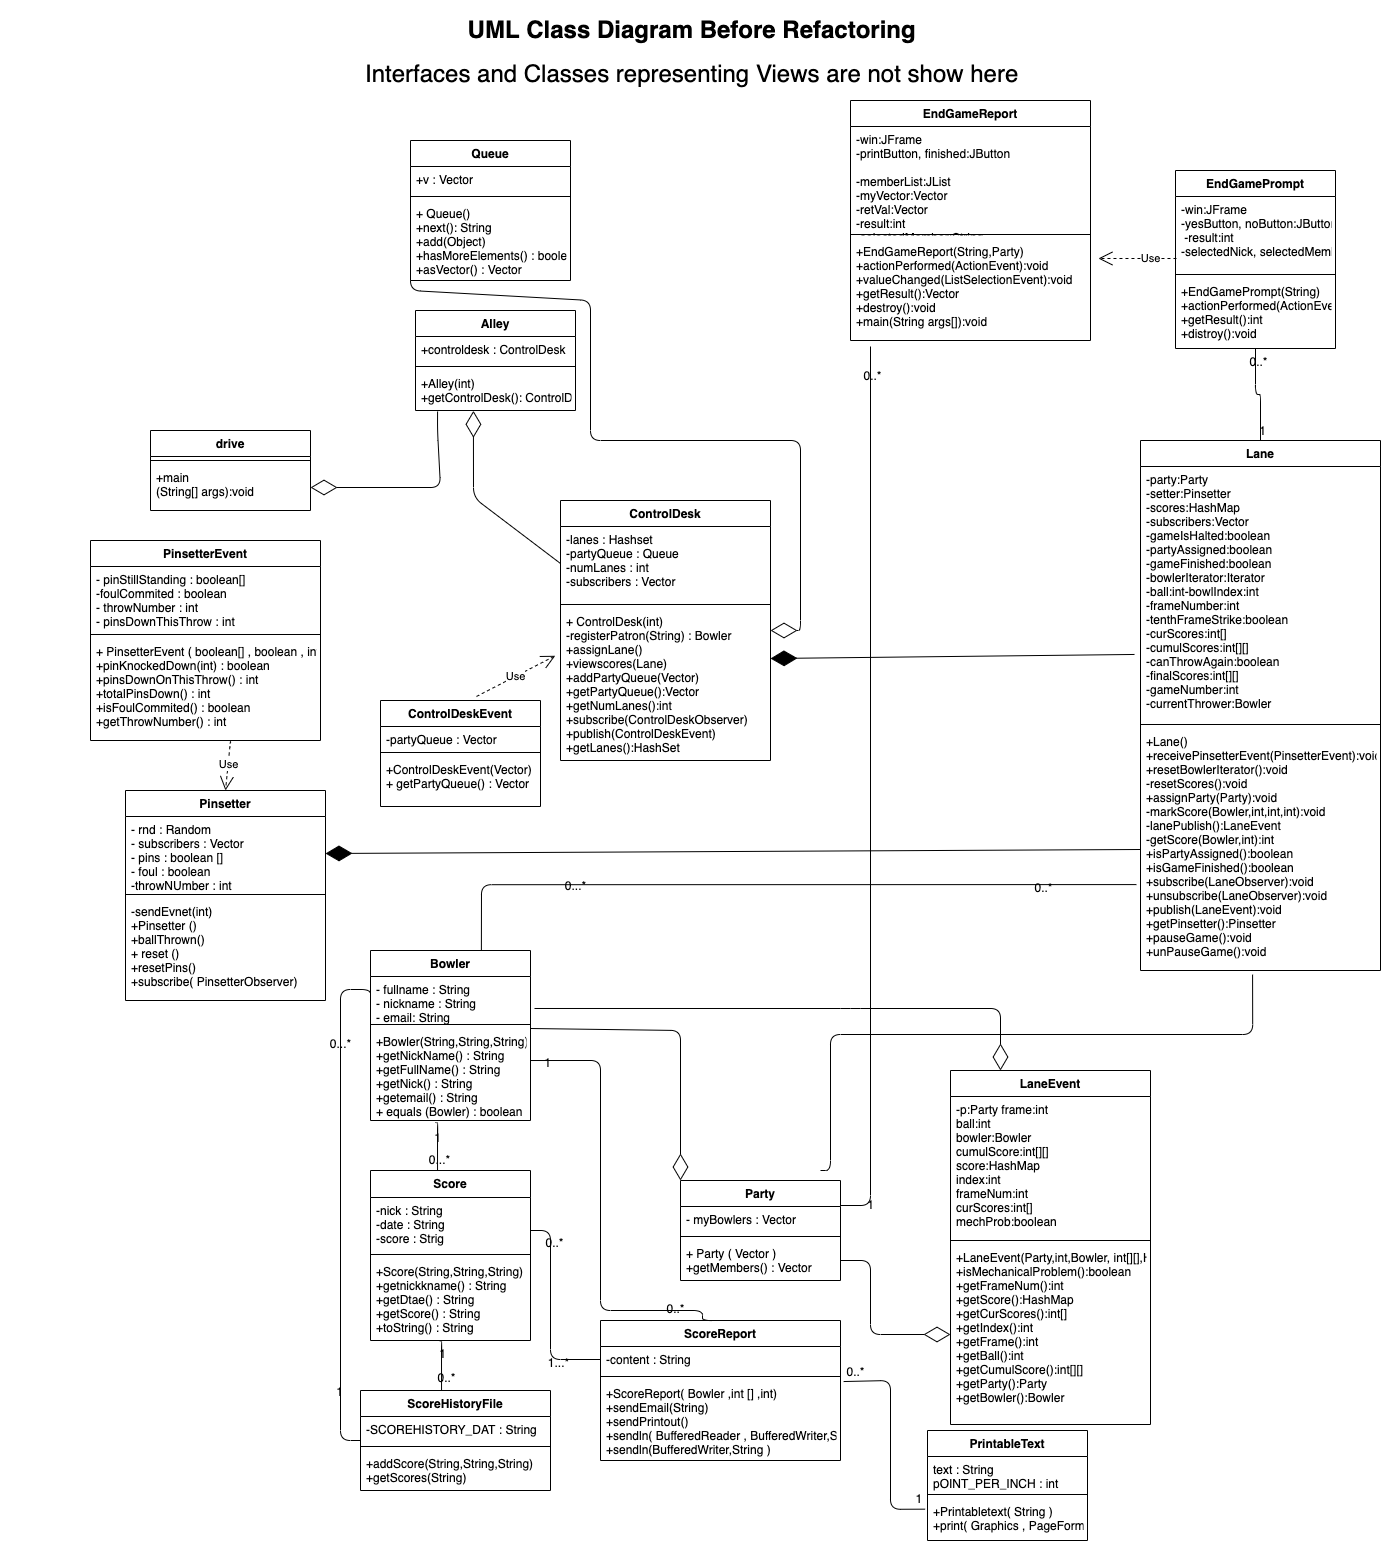 UML Class Diagram Before Refactoring
Interfaces and Classes representing Views are not show here
EndGameReport
-win:JFrame
-printButton, finished:JButton
-memberList:JList
-myVector:Vector
-retVal:Vector
-result:int
+EndGameReport(String,Party)
+actionPerformed(ActionEvent):void
+valueChanged(ListSelectionEvent):void
+getResult():Vector
+destroy():void
+main(String args[]):void
0..*
Queue
+v : Vector
+ Queue()
+next(): String
+add(Object)
+hasMoreElements() : boole
+asVector() : Vector
EndGamePrompt
-win:JFrame
-yesButton, noButton:JButto
-result:int
-selectedNick, selectedMem
+EndGamePrompt(String)
+actionPerformed(ActionEve
+getResult():int
+distroy():void
Use
0..*
1
Alley
+controldesk : ControlDesk
+Alley(int)
+getControlDesk(): ControlD
drive
+main
(String[] args):void
Lane
-party:Party
-setter:Pinsetter
-scores:HashMap
-subscribers:Vector
-gameIsHalted:boolean
-partyAssigned:boolean
-gameFinished:boolean
-bowlerIterator:Iterator
-ball:int-bowlIndex:int
-frameNumber:int
-tenthFrameStrike:boolean
-curScores:int[]
-cumulScores:int[][]
-canThrowAgain:boolean
-finalScores:int[][]
-gameNumber:int
-currentThrower:Bowler
+Lane()
+receivePinsetterEvent(PinsetterEvent):voi
+resetBowlerIterator():void
-resetScores():void
+assignParty(Party):void
-markScore(Bowler,int,int,int):void
-lanePublish():LaneEvent
-getScore(Bowler,int):int
+isPartyAssigned():boolean
+isGameFinished():boolean
+subscribe(LaneObserver):void
+unsubscribe(LaneObserver):void
+publish(LaneEvent):void
+getPinsetter():Pinsetter
+pauseGame():void
+unPauseGame():void
ControlDesk
-lanes : Hashset
-partyQueue : Queue
-numLanes : int
-subscribers : Vector
+ ControlDesk(int)
-registerPatron(String) : Bowler
+assignLane()
+viewscores(Lane)
+addPartyQueue(Vector)
+getPartyQueue():Vector
+getNumLanes():int
+subscribe(ControlDeskObserver)
+publish(ControlDeskEvent)
+getLanes():HashSet
PinsetterEvent
- pinStillStanding : boolean[]
-foulCommited : boolean
- throwNumber : int
- pinsDownThisThrow : int
+ PinsetterEvent ( boolean[] , boolean , in
+pinKnockedDown(int) : boolean
+pinsDownOnThisThrow() : int
+totalPinsDown() : int
+isFoulCommited() : boolean
+getThrowNumber() : int
Use
Use
ControlDeskEvent
-partyQueue : Vector
+ControlDeskEvent(Vector)
+ getPartyQueue() : Vector
Pinsetter
- rnd : Random
- subscribers : Vector
- pins : boolean []
- foul : boolean
-throwNUmber : int
-sendEvnet(int)
+Pinsetter ()
+ballThrown()
+ reset ()
+resetPins()
+subscribe( PinsetterObserver)
0...*
0..*
Bowler
- fullname : String
- nickname : String
- email: String
+Bowler(String,String,String)
+getNickName() : String
+getFullName() : String
+getNick() : String
+getemail() : String
+ equals (Bowler) : boolean
0...*
1
1
0...*
LaneEvent
-p:Party frame:int
ball:int
bowler:Bowler
cumulScore:int[][]
score:HashMap
index:int
frameNum:int
curScores:int[]
mechProb:boolean
+LaneEvent(Party,int,Bowler, int[][],H
+isMechanicalProblem():boolean
+getFrameNum():int
+getScore():HashMap
+getCurScores():int[]
+getIndex():int
+getFrame():int
+getBall():int
+getCumulScore():int[][]
+getParty():Party
+getBowler():Bowler
Score
-nick : String
-date : String
-score : Strig
+Score(String,String,String)
+getnickkname() : String
+getDtae() : String
+getScore() : String
+toString() : String
0..*
Party
- myBowlers : Vector
+ Party ( Vector )
+getMembers() : Vector
1
0..*
1...*
ScoreReport
-content : String
+ScoreReport( Bowler ,int [] ,int)
+sendEmail(String)
+sendPrintout()
+sendln( BufferedReader , BufferedWriter,S
+sendln(BufferedWriter,String )
0..*
1
1
0..*
1
ScoreHistoryFile
-SCOREHISTORY_DAT : String
+addScore(String,String,String)
+getScores(String)
PrintableText
text : String
pOINT_PER_INCH : int
+Printabletext( String )
+print( Graphics , PageForm